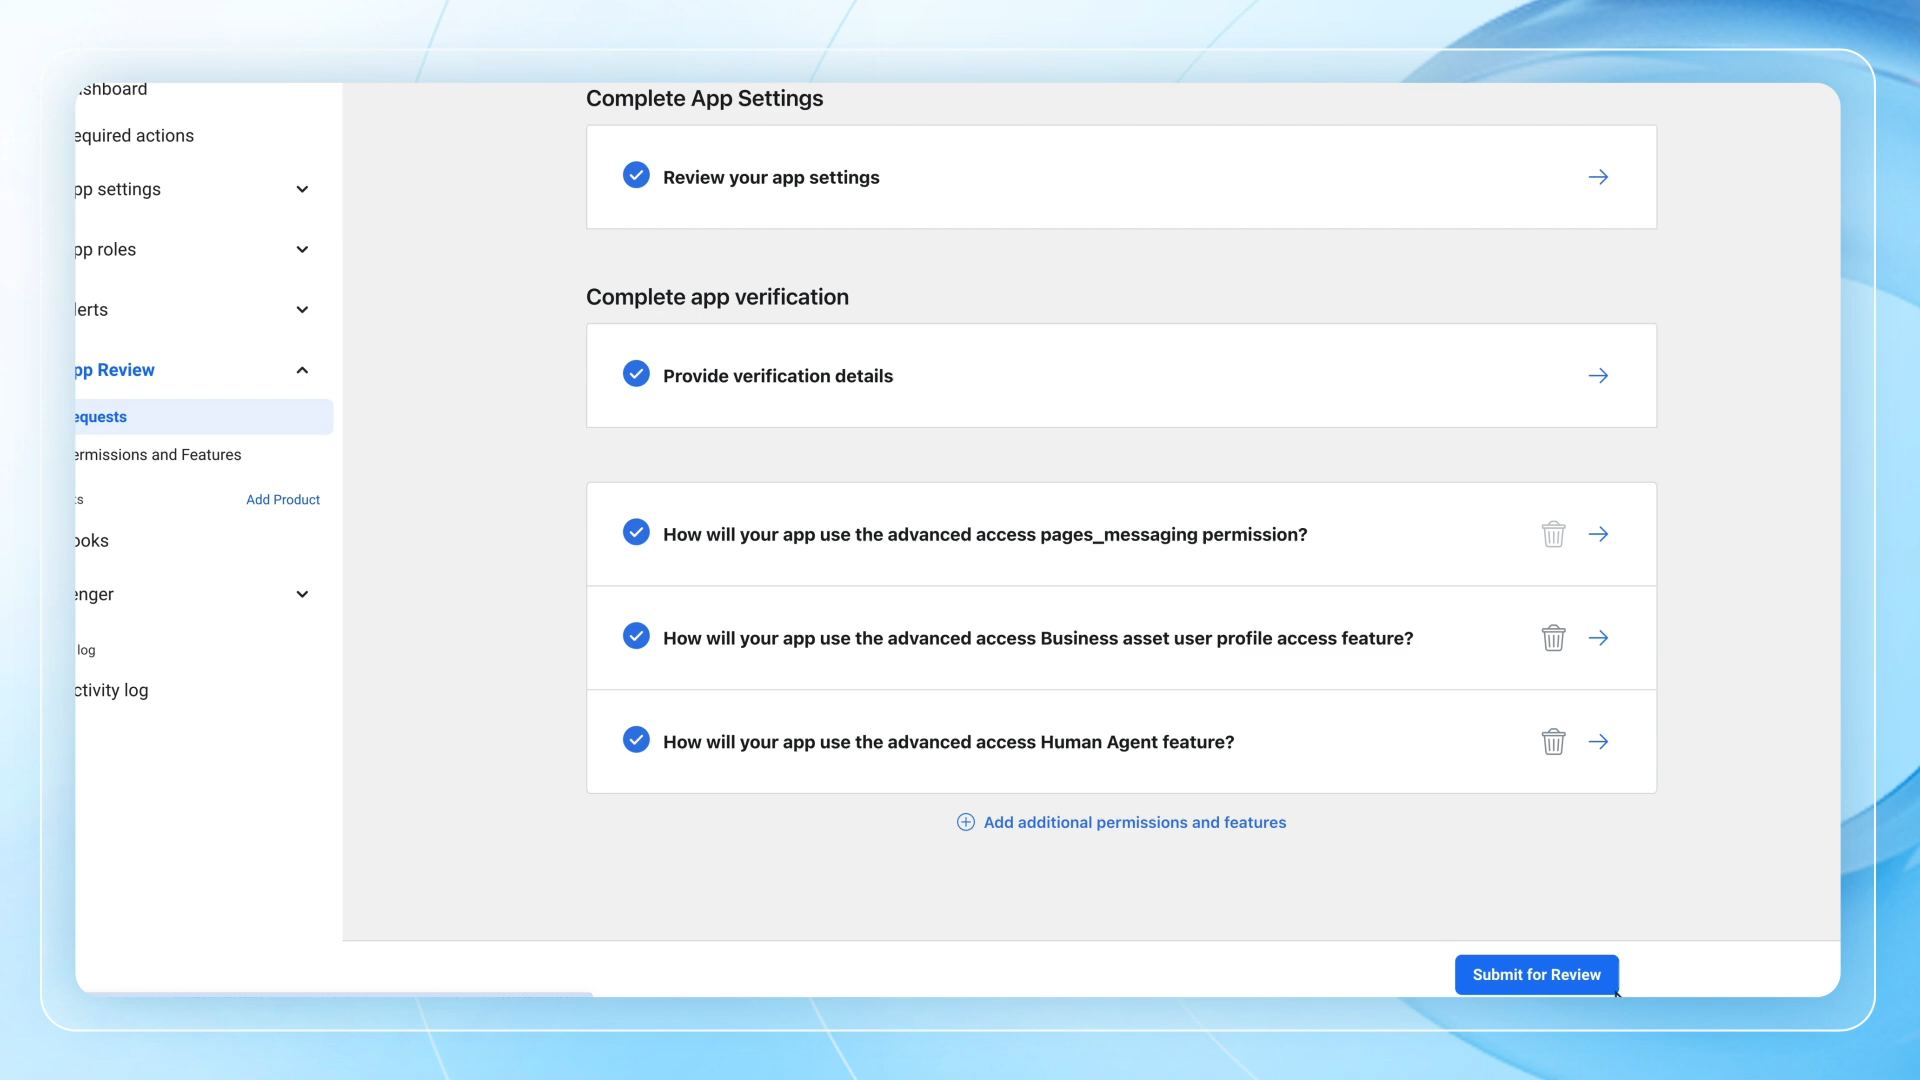 shboard
equired actions
pp settings
pp roles
lerts
pp Review
equests
ermissions and Features
ts
Add Product
ooks
enger
log
ctivity log
Complete App Settings
Review your app settings
Complete app verification
Provide verification details
How will your app use the advanced access pages_messaging permission?
How will your app use the advanced access Business asset user profile access feature?
How will your app use the advanced access Human Agent feature?
Add additional permissions and features
Submit for Review